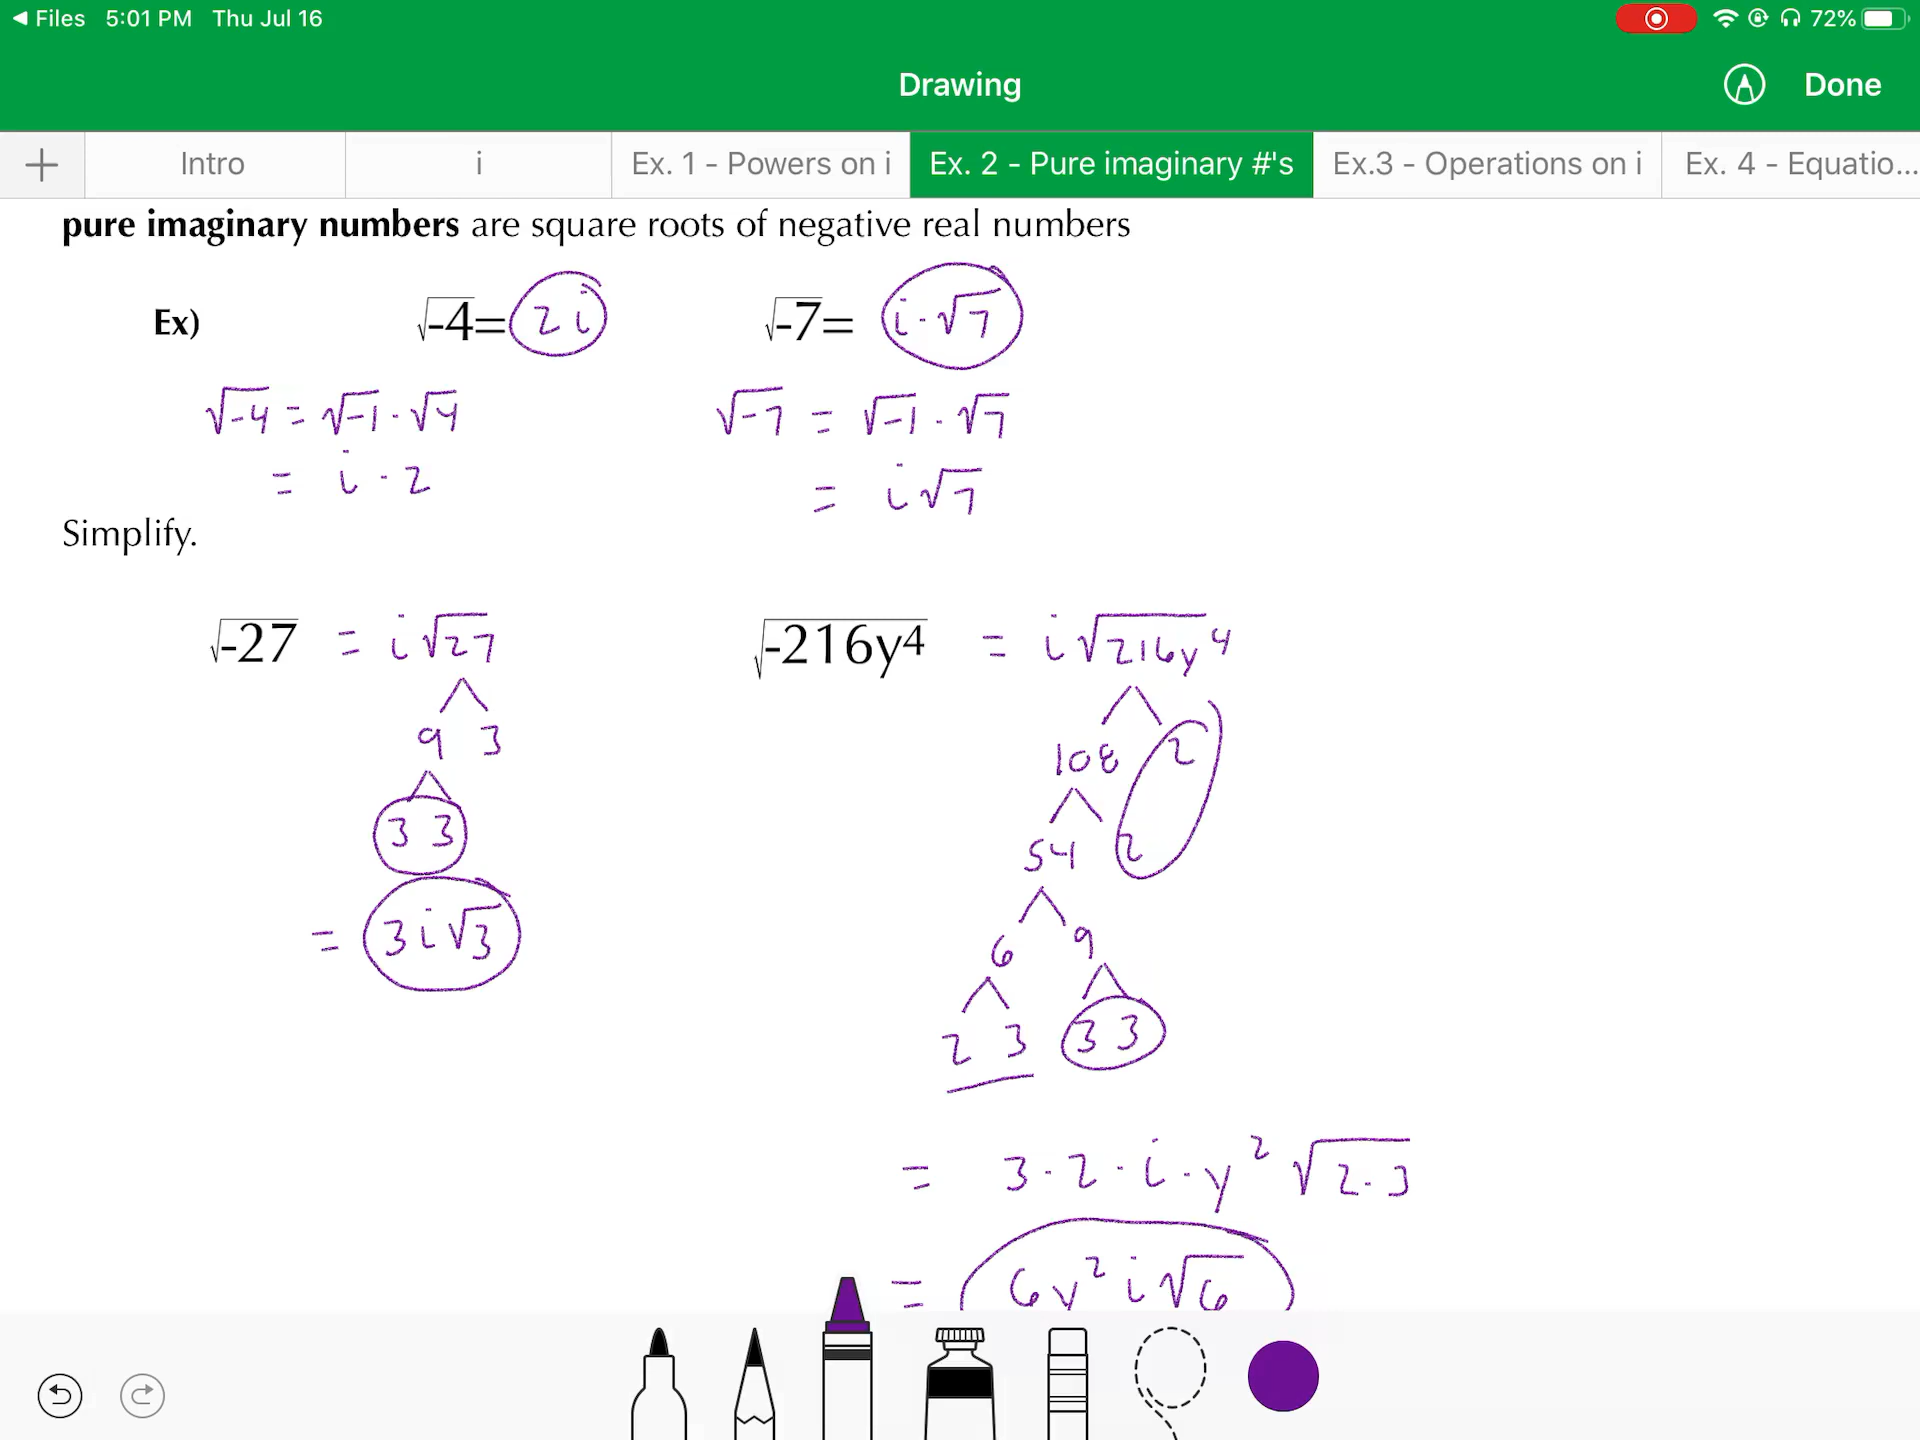 Files 5:01 PM Thu Jul 16 72%
Drawing
Done
Intro
i
Ex. 1 - Powers on i
Ex. 2 - Pure imaginary #'s
Ex.3 - Operations on i
Ex. 4 - Equatio...
pure imaginary numbers are square roots of negative real numbers
Ex) √-4= 2i √-7= i·√7
√-4 = √-1 · √4
= i · 2
√-7 = √-1 · √7
= i√7
Simplify.
√-27 = i√27
9 3
3 3
= 3i√3
√-216y⁴ = i√216y⁴
108 2
54 2
6 9
2 3 3 3
= 3·2·i·y²√2·3
= 6y²i√6